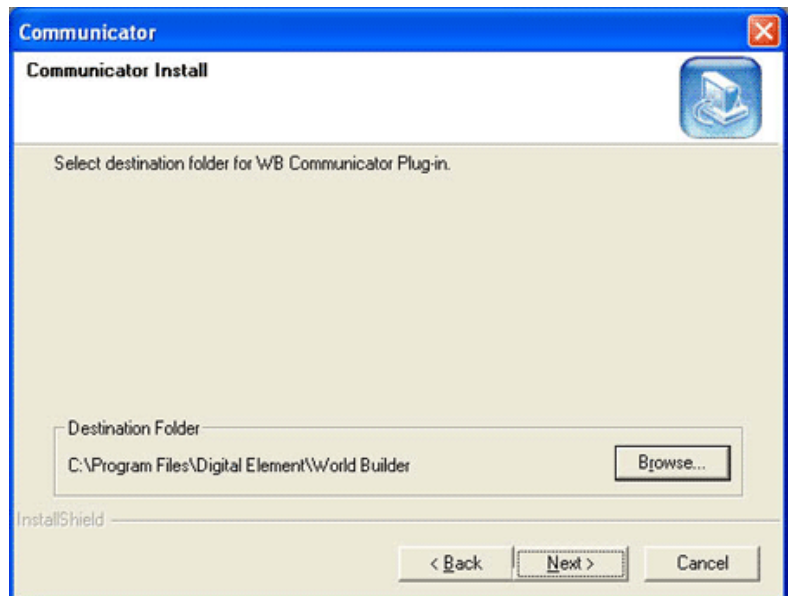 Communicator
Communicator Install
Select destination folder for WB Communicator Plug-in.
Destination Folder
C:\Program Files\Digital Element\World Builder
Browse...
InstallShield
< Back
Next >
Cancel